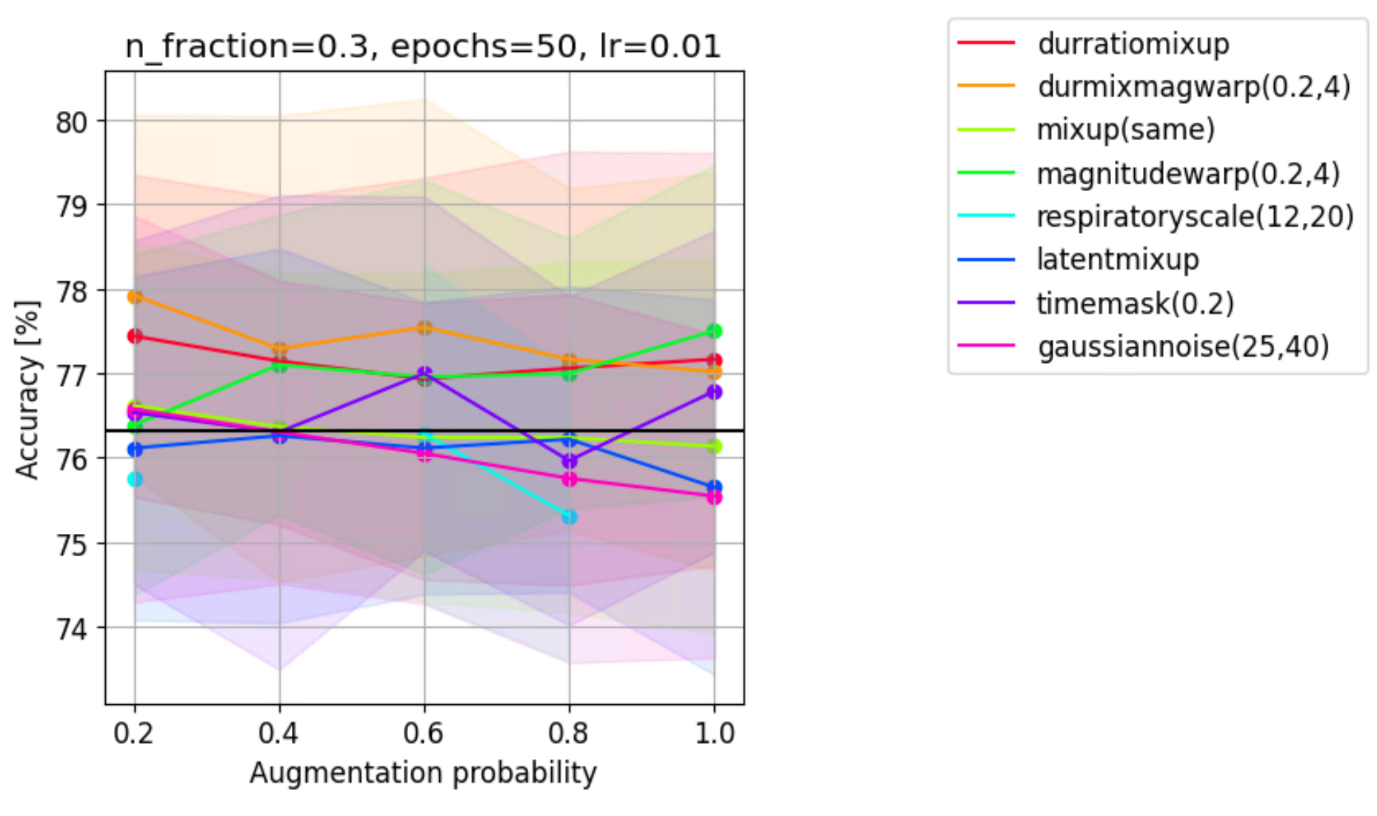 n_fraction=0.3, epochs=50, lr=0.01
Accuracy [%]
80
79
78
77
76
75
74
0.2 0.4 0.6 0.8 1.0
Augmentation probability
durratiomixup
durmixmagwarp(0.2,4)
mixup(same)
magnitudewarp(0.2,4)
respiratoryscale(12,20)
latentmixup
timemask(0.2)
gaussiannoise(25,40)